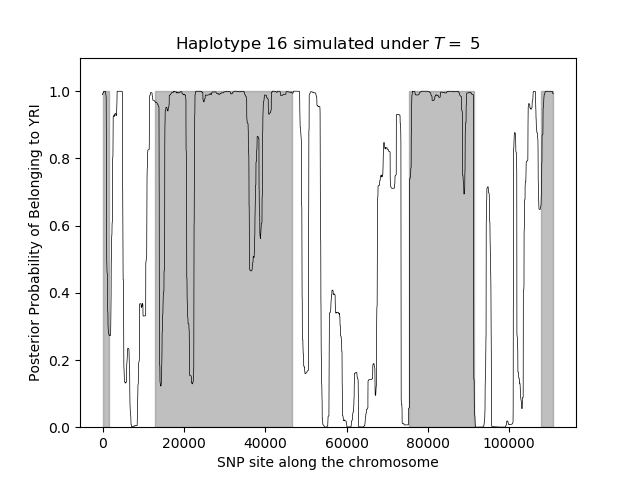 Haplotype 16 simulated under T = 5
Posterior Probability of Belonging to YRI
1.0
0.8
0.6
0.4
0.2
0.0
0 20000 40000 60000 80000 100000
SNP site along the chromosome